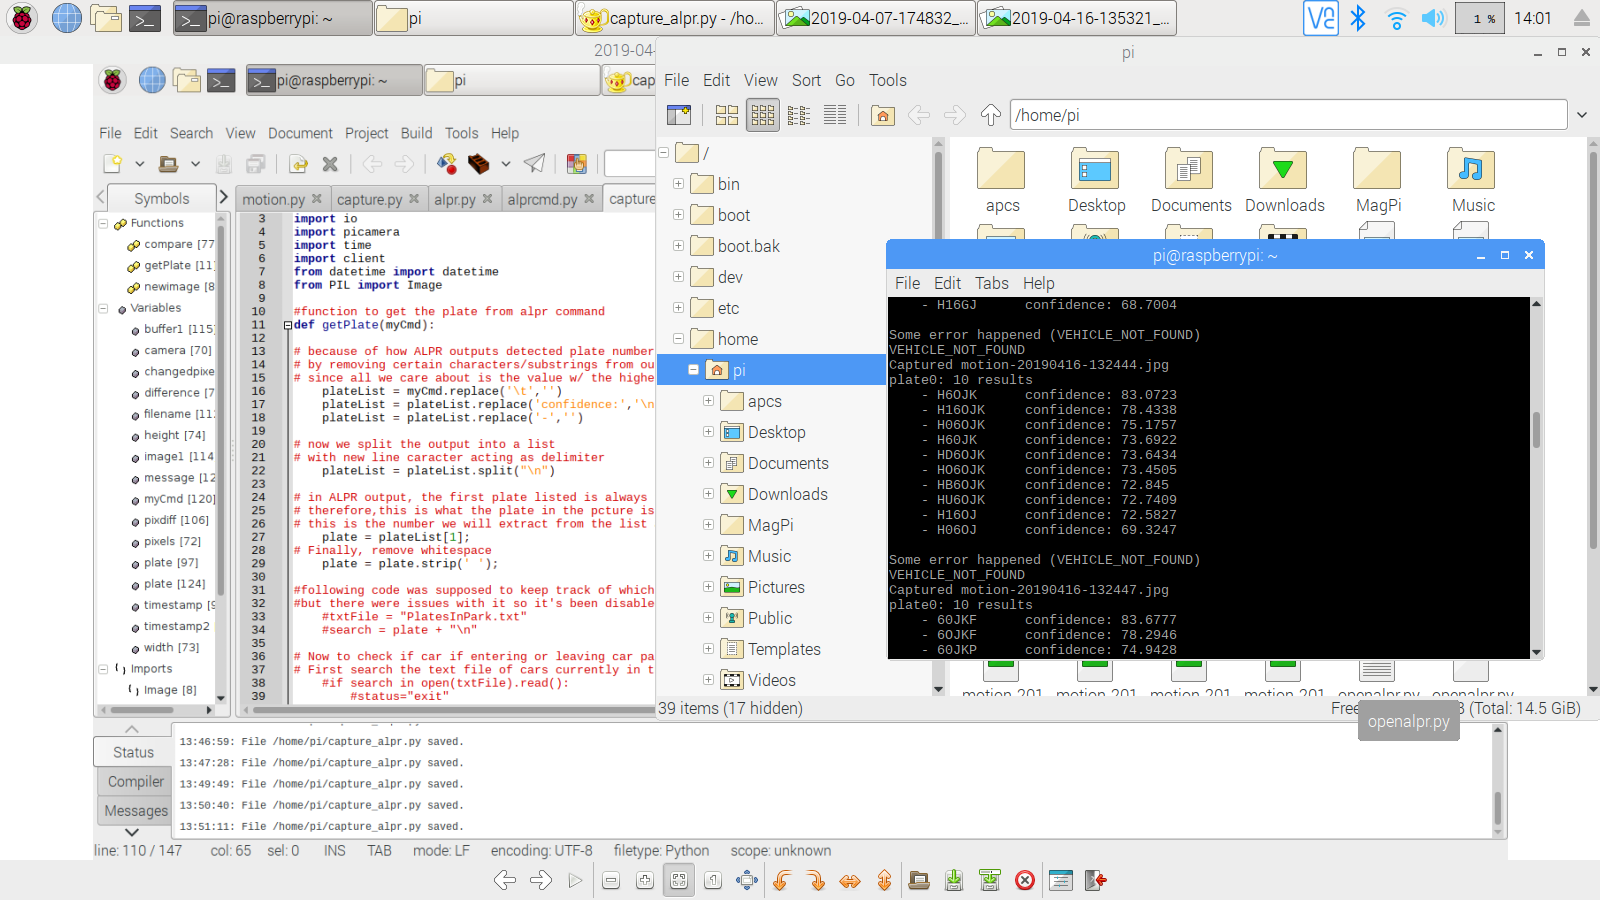 pi@raspberrypi: ~
pi
capture_alpr.py - /ho...
2019-04-07-174832_...
2019-04-16-135321_...
1 %
14:01
2019-04-
pi
pi@raspberrypi: ~
pi
cap
File Edit View Sort Go Tools
/home/pi
File Edit Search View Document Project Build Tools Help
Symbols
motion.py
capture.py
alpr.py
alprcmd.py
capture
Functions
compare [77
getPlate [11]
newimage [8
Variables
buffer1 [115]
camera [70]
changedpixe
difference [7
filename [11
height [74]
image1 [114
message [12
myCmd [120]
pixdiff [106]
pixels [72]
plate [97]
plate [124]
timestamp [9
timestamp2
width [73]
Imports
Image [8]
3 import io
4 import picamera
5 import time
6 import client
7 from datetime import datetime
8 from PIL import Image
9
10 #function to get the plate from alpr command
11 def getPlate(myCmd):
12
13 # because of how ALPR outputs detected plate number
14 # by removing certain characters/substrings from ou
15 # since all we care about is the value w/ the highe
16 plateList = myCmd.replace('\t','')
17 plateList = plateList.replace('confidence:','\n
18 plateList = plateList.replace('-','')
19
20 # now we split the output into a list
21 # with new line caracter acting as delimiter
22 plateList = plateList.split("\n")
23
24 # in ALPR output, the first plate listed is always
25 # therefore,this is what the plate in the pcture is
26 # this is the number we will extract from the list
27 plate = plateList[1];
28 # Finally, remove whitespace
29 plate = plate.strip(' ');
30
31 #following code was supposed to keep track of which
32 #but there were issues with it so it's been disable
33 #txtFile = "PlatesInPark.txt"
34 #search = plate + "\n"
35
36 # Now to check if car if entering or leaving car pa
37 # First search the text file of cars currently in t
38 #if search in open(txtFile).read():
39 #status="exit"
/
bin
boot
boot.bak
dev
etc
home
pi
apcs
Desktop
Documents
Downloads
MagPi
Music
Pictures
Public
Templates
Videos
apcs
Desktop
Documents
Downloads
MagPi
Music
pi@raspberrypi: ~
File Edit Tabs Help
- H16GJ confidence: 68.7004
Some error happened (VEHICLE_NOT_FOUND)
VEHICLE_NOT_FOUND
Captured motion-20190416-132444.jpg
plate0: 10 results
- H6OJK confidence: 83.0723
- H16OJK confidence: 78.4338
- H06OJK confidence: 75.1757
- H60JK confidence: 73.6922
- HD6OJK confidence: 73.6434
- HO6OJK confidence: 73.4505
- HB6OJK confidence: 72.845
- HU6OJK confidence: 72.7409
- H16OJ confidence: 72.5827
- H06OJ confidence: 69.3247
Some error happened (VEHICLE_NOT_FOUND)
VEHICLE_NOT_FOUND
Captured motion-20190416-132447.jpg
plate0: 10 results
- 60JKF confidence: 83.6777
- 6OJKF confidence: 78.2946
- 60JKP confidence: 74.9428
motion-201 motion-201 motion-201 motion-201 openalpr.py openalpr.py
39 items (17 hidden)
Free
(Total: 14.5 GiB)
openalpr.py
Status
Compiler
Messages
13:46:59: File /home/pi/capture_alpr.py saved.
13:47:28: File /home/pi/capture_alpr.py saved.
13:49:49: File /home/pi/capture_alpr.py saved.
13:50:40: File /home/pi/capture_alpr.py saved.
13:51:11: File /home/pi/capture_alpr.py saved.
line: 110 / 147 col: 65 sel: 0 INS TAB mode: LF encoding: UTF-8 filetype: Python scope: unknown